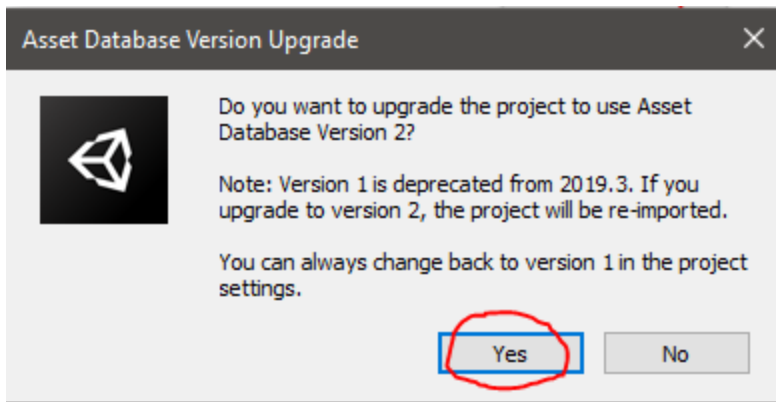 Asset Database Version Upgrade
Do you want to upgrade the project to use Asset
Database Version 2?
Note: Version 1 is deprecated from 2019.3. If you
upgrade to version 2, the project will be re-imported.
You can always change back to version 1 in the project
settings.
Yes No